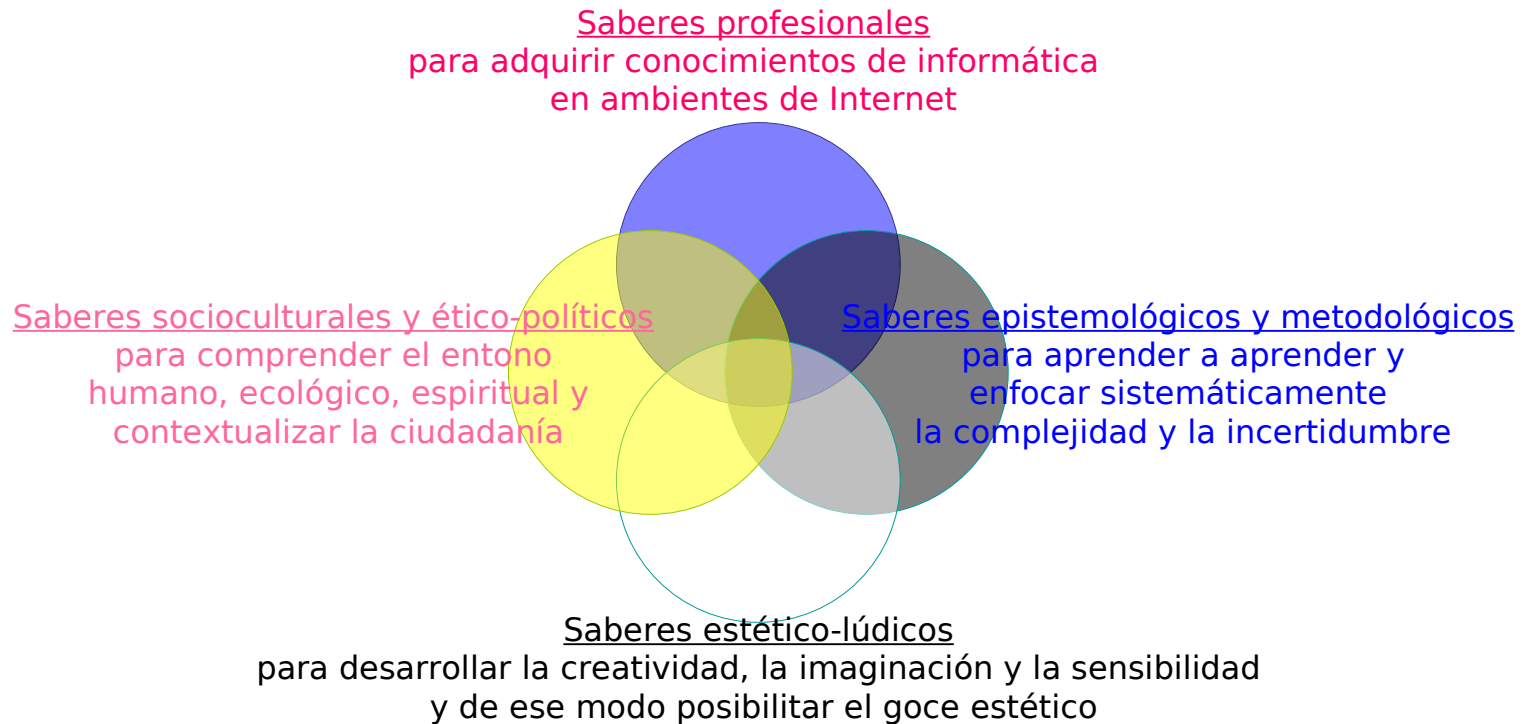 Saberes profesionales
para adquirir conocimientos de informática
en ambientes de Internet
Saberes socioculturales y ético-políticos
para comprender el entono
humano, ecológico, espiritual y
contextualizar la ciudadanía
Saberes epistemológicos y metodológicos
para aprender a aprender y
enfocar sistemáticamente
la complejidad y la incertidumbre
Saberes estético-lúdicos
para desarrollar la creatividad, la imaginación y la sensibilidad
y de ese modo posibilitar el goce estético